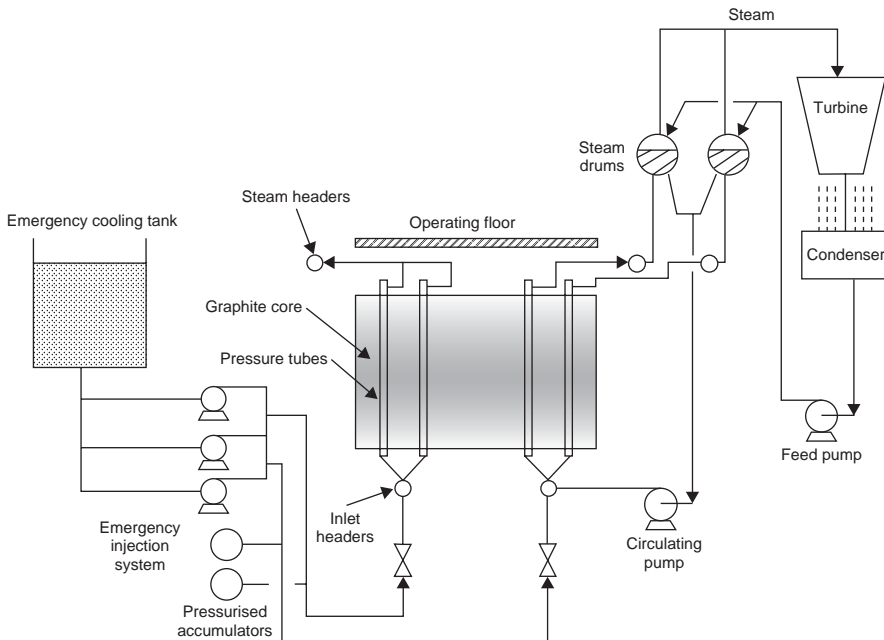 Steam
Turbine
Steam
drums
Steam headers
Operating floor
Emergency cooling tank
Condenser
Graphite core
Pressure tubes
Feed pump
Inlet
headers
Emergency
injection
system
Circulating
pump
Pressurised
accumulators